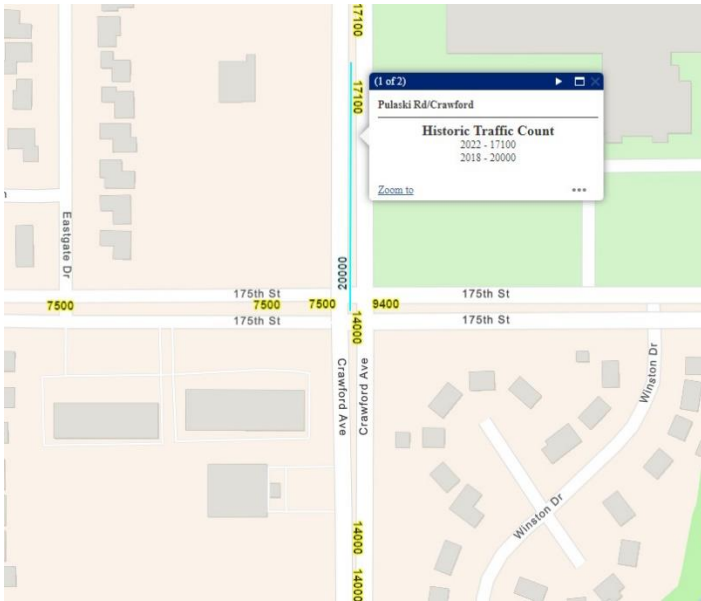 17100
(1 of 2)
Pulaski Rd/Crawford
17100
Historic Traffic Count
2022 - 17100
2018 - 20000
Zoom to
...
Eastgate Dr
20000
175th St
175th St
7500
7500
7500
9400
14000
175th St
175th St
Crawford Ave
Crawford Ave
Winston Dr
Winston Dr
14000
14000